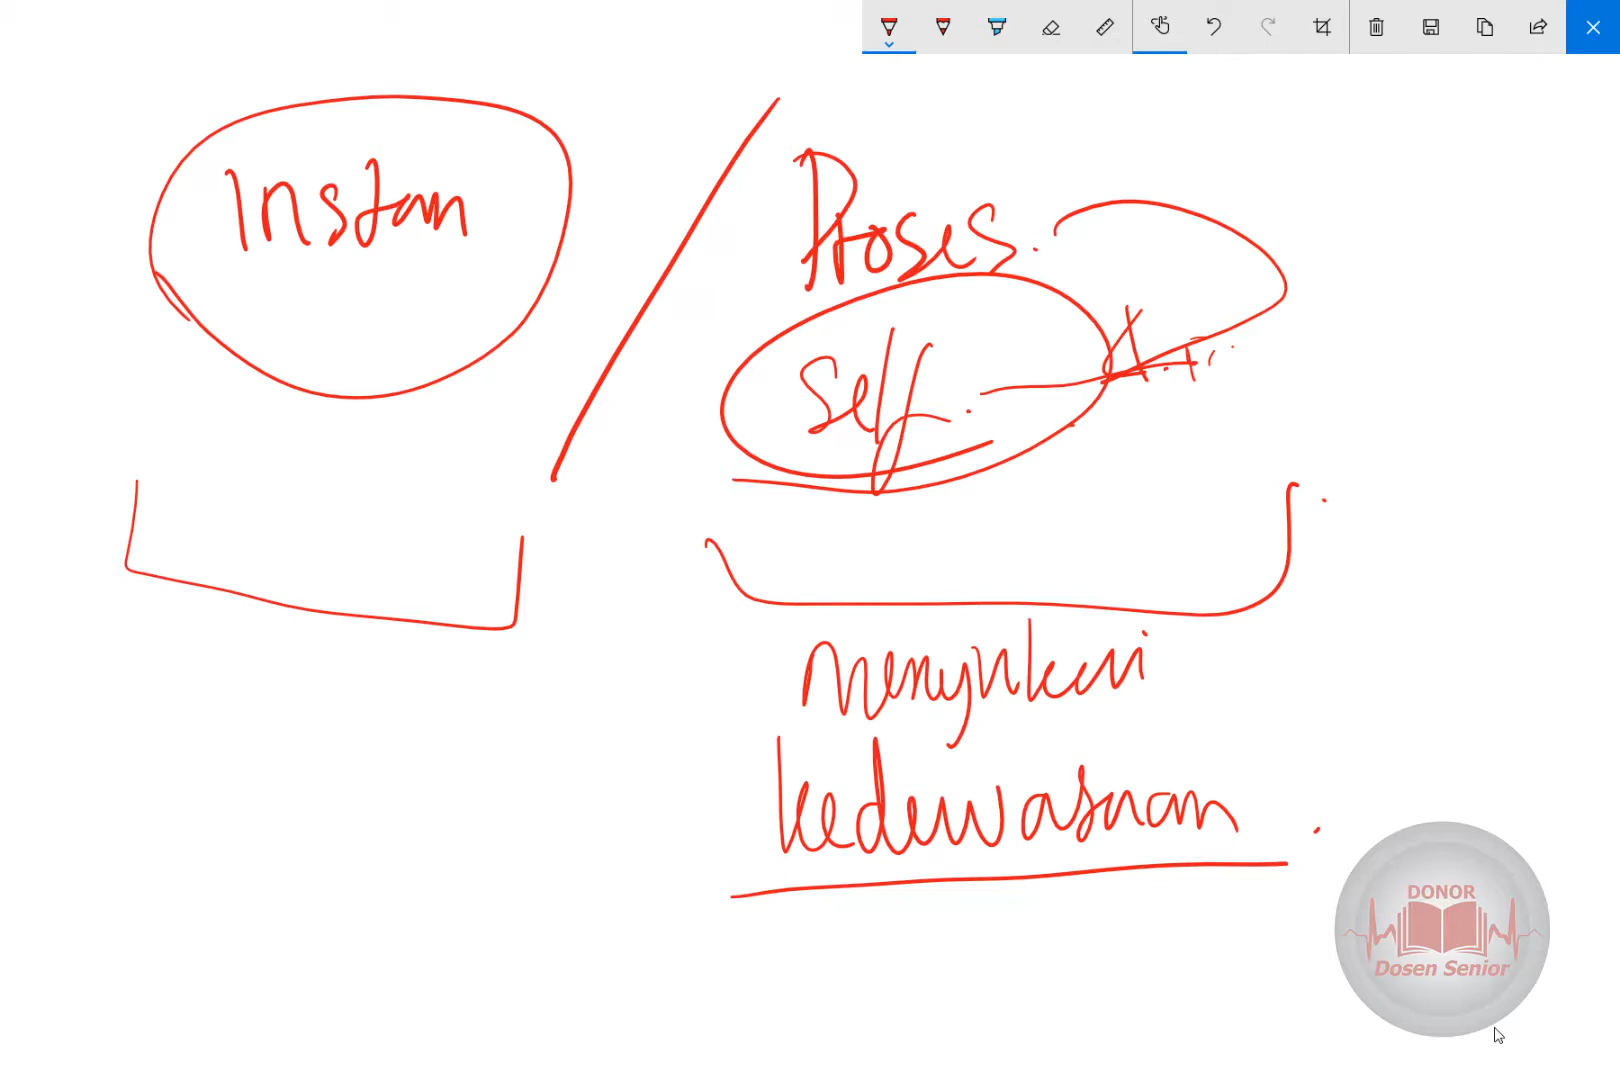 Instan
Proses.
Self.
menyukai
kedewasaan.
DONOR
Dosen Senior